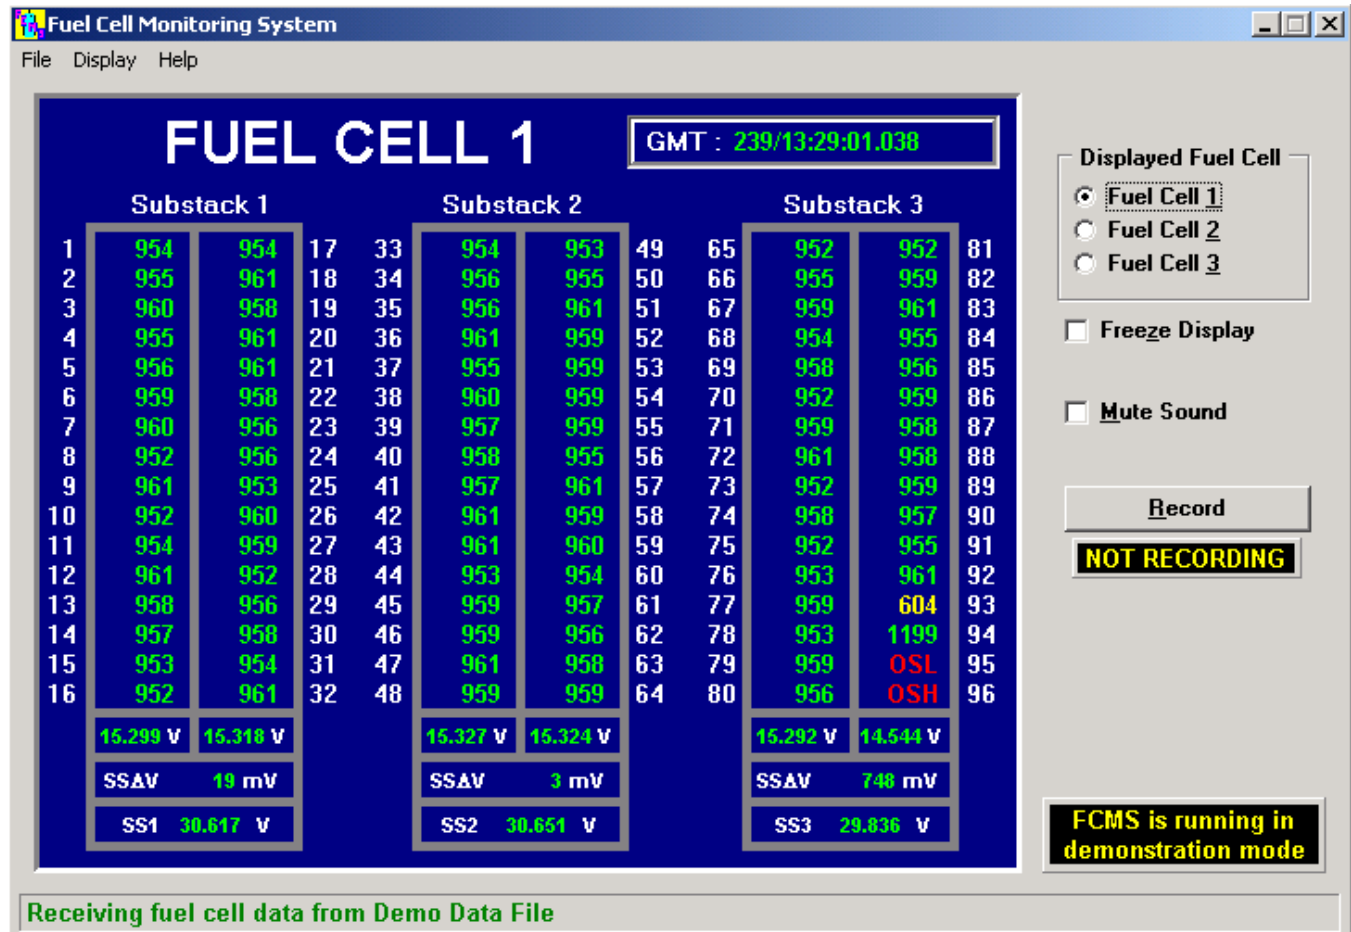 Fuel Cell Monitoring System
File Display Help
FUEL CELL 1
GMT : 239/13:29:01.038
Substack 1 Substack 2 Substack 3
1 954 954 17 33 954 953 49 65 952 952 81
2 955 961 18 34 956 955 50 66 955 959 82
3 960 958 19 35 956 961 51 67 959 961 83
4 955 961 20 36 961 959 52 68 954 955 84
5 956 961 21 37 955 959 53 69 958 956 85
6 959 958 22 38 960 959 54 70 952 959 86
7 960 956 23 39 957 959 55 71 959 958 87
8 952 956 24 40 958 955 56 72 961 958 88
9 961 953 25 41 957 961 57 73 952 959 89
10 952 960 26 42 961 959 58 74 958 957 90
11 954 959 27 43 961 960 59 75 952 955 91
12 961 952 28 44 953 954 60 76 953 961 92
13 958 956 29 45 959 957 61 77 959 604 93
14 957 958 30 46 959 956 62 78 953 1199 94
15 953 954 31 47 961 958 63 79 959 OSL 95
16 952 961 32 48 959 959 64 80 956 OSH 96
15.299 V 15.318 V 15.327 V 15.324 V 15.292 V 14.544 V
SSΔV 19 mV SSΔV 3 mV SSΔV 748 mV
SS1 30.617 V SS2 30.651 V SS3 29.836 V
Displayed Fuel Cell
Fuel Cell 1
Fuel Cell 2
Fuel Cell 3
Freeze Display
Mute Sound
Record
NOT RECORDING
FCMS is running in
demonstration mode
Receiving fuel cell data from Demo Data File